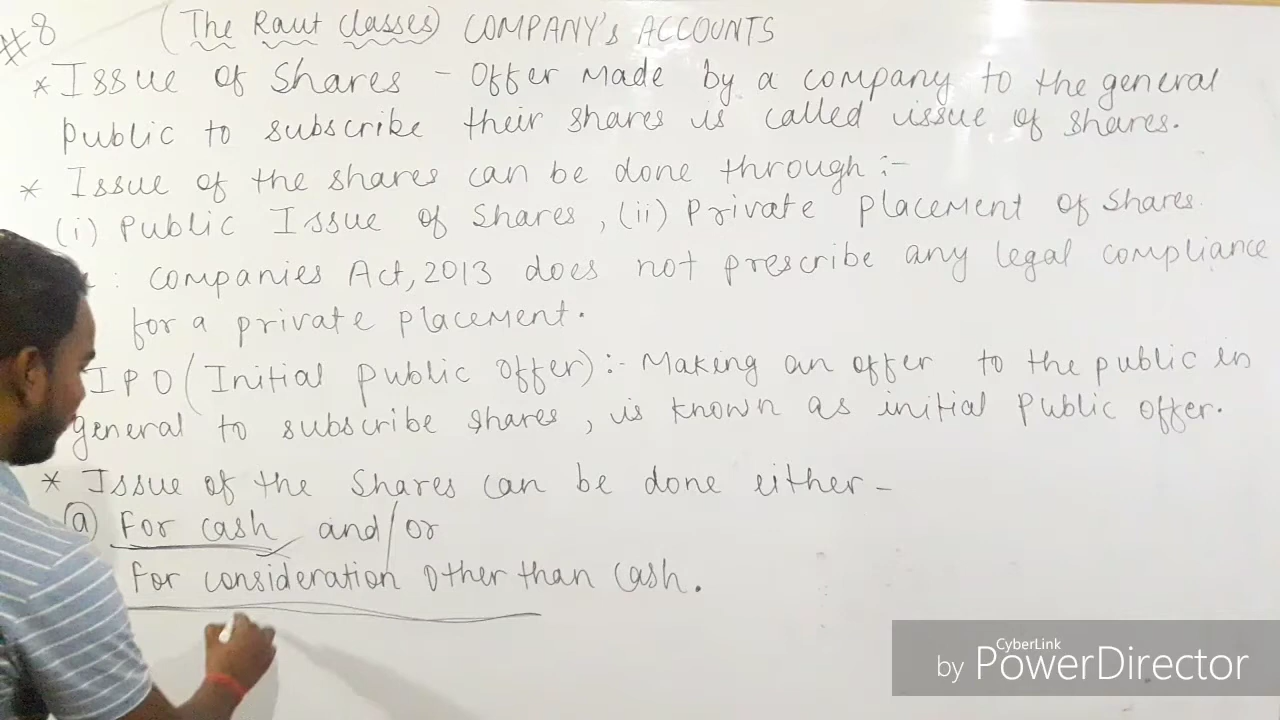 #8 (The Raut classes) COMPANY's ACCOUNTS
* Issue of Shares - Offer Made by a company to the general
public to subscribe their shares is called issue of shares.
* Issue of the shares can be done through :-
(i) Public Issue of Shares, (ii) Private Placement of Shares.
: companies Act, 2013 does not prescribe any legal compliance
for a private placement.
IPO (Initial public offer) :- Making an offer to the public in
general to subscribe shares, is known as initial public offer.
* Issue of the Shares can be done either -
(a) For cash and/or
For consideration other than cash.
CyberLink
by PowerDirector